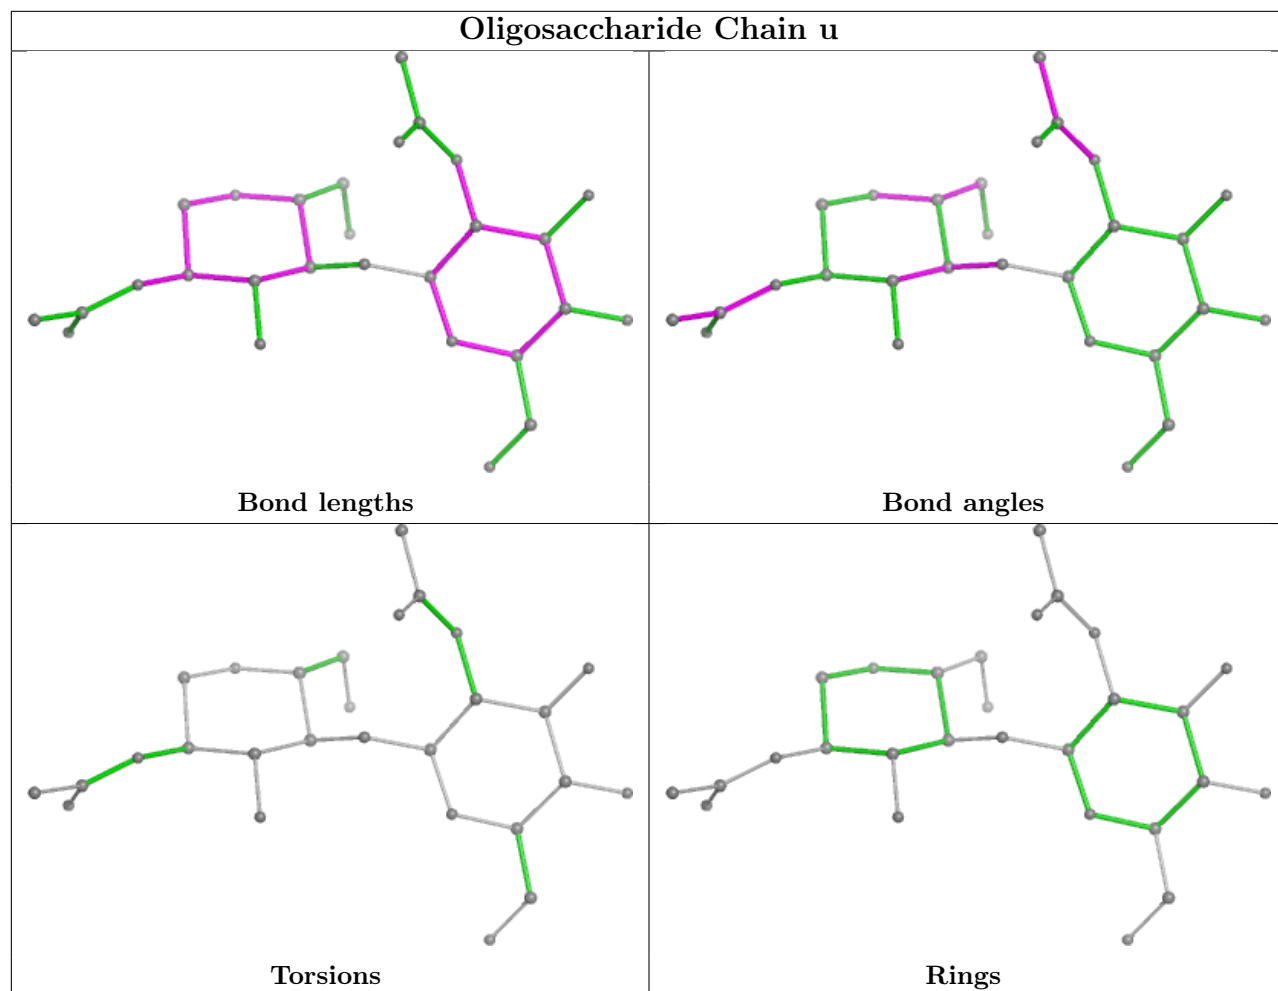 Oligosaccharide Chain u
Bond lengths
Bond angles
Torsions
Rings